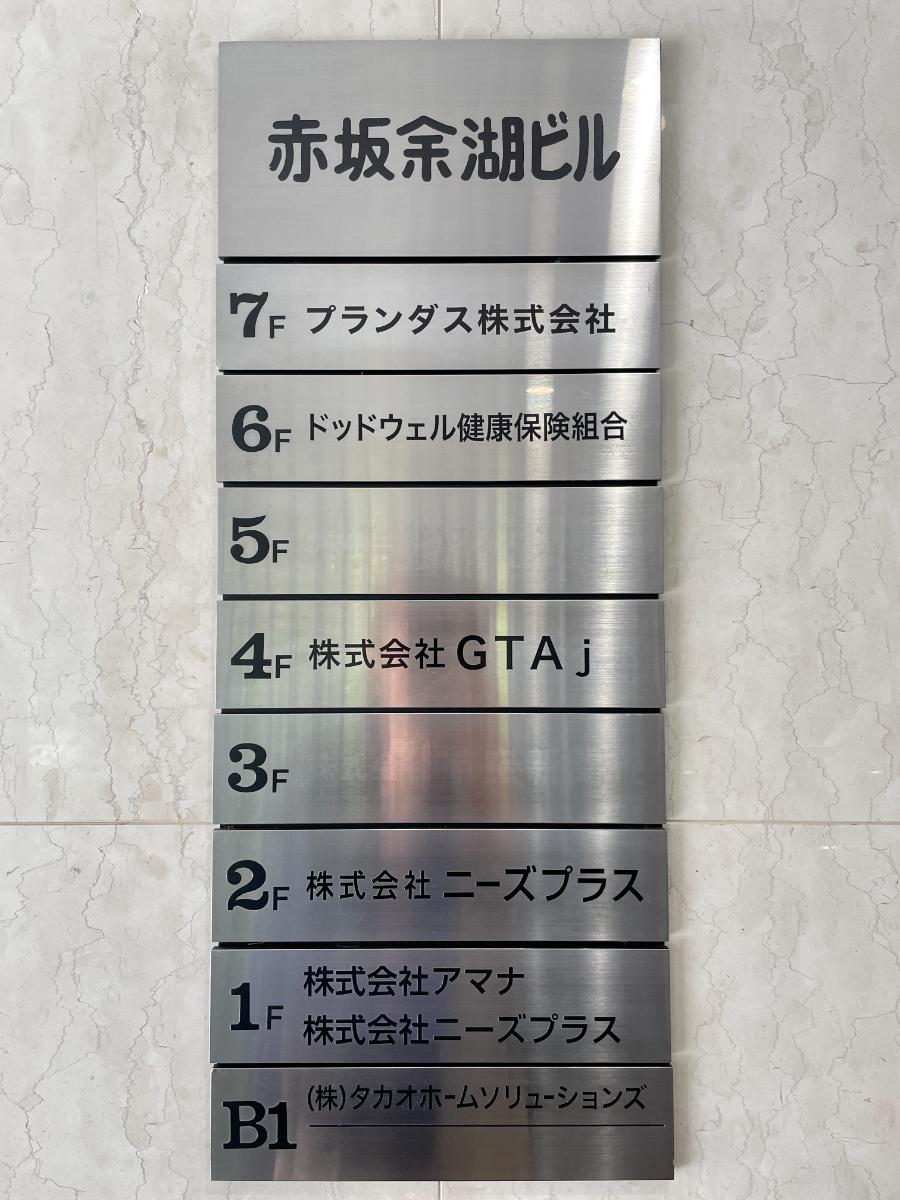 赤坂余湖ビル
7F プランダス株式会社
6F ドッドウェル健康保険組合
5F
4F 株式会社 GTAj
3F
2F 株式会社 ニーズプラス
1F 株式会社アマナ
株式会社ニーズプラス
B1 (株)タカオホームソリューションズ